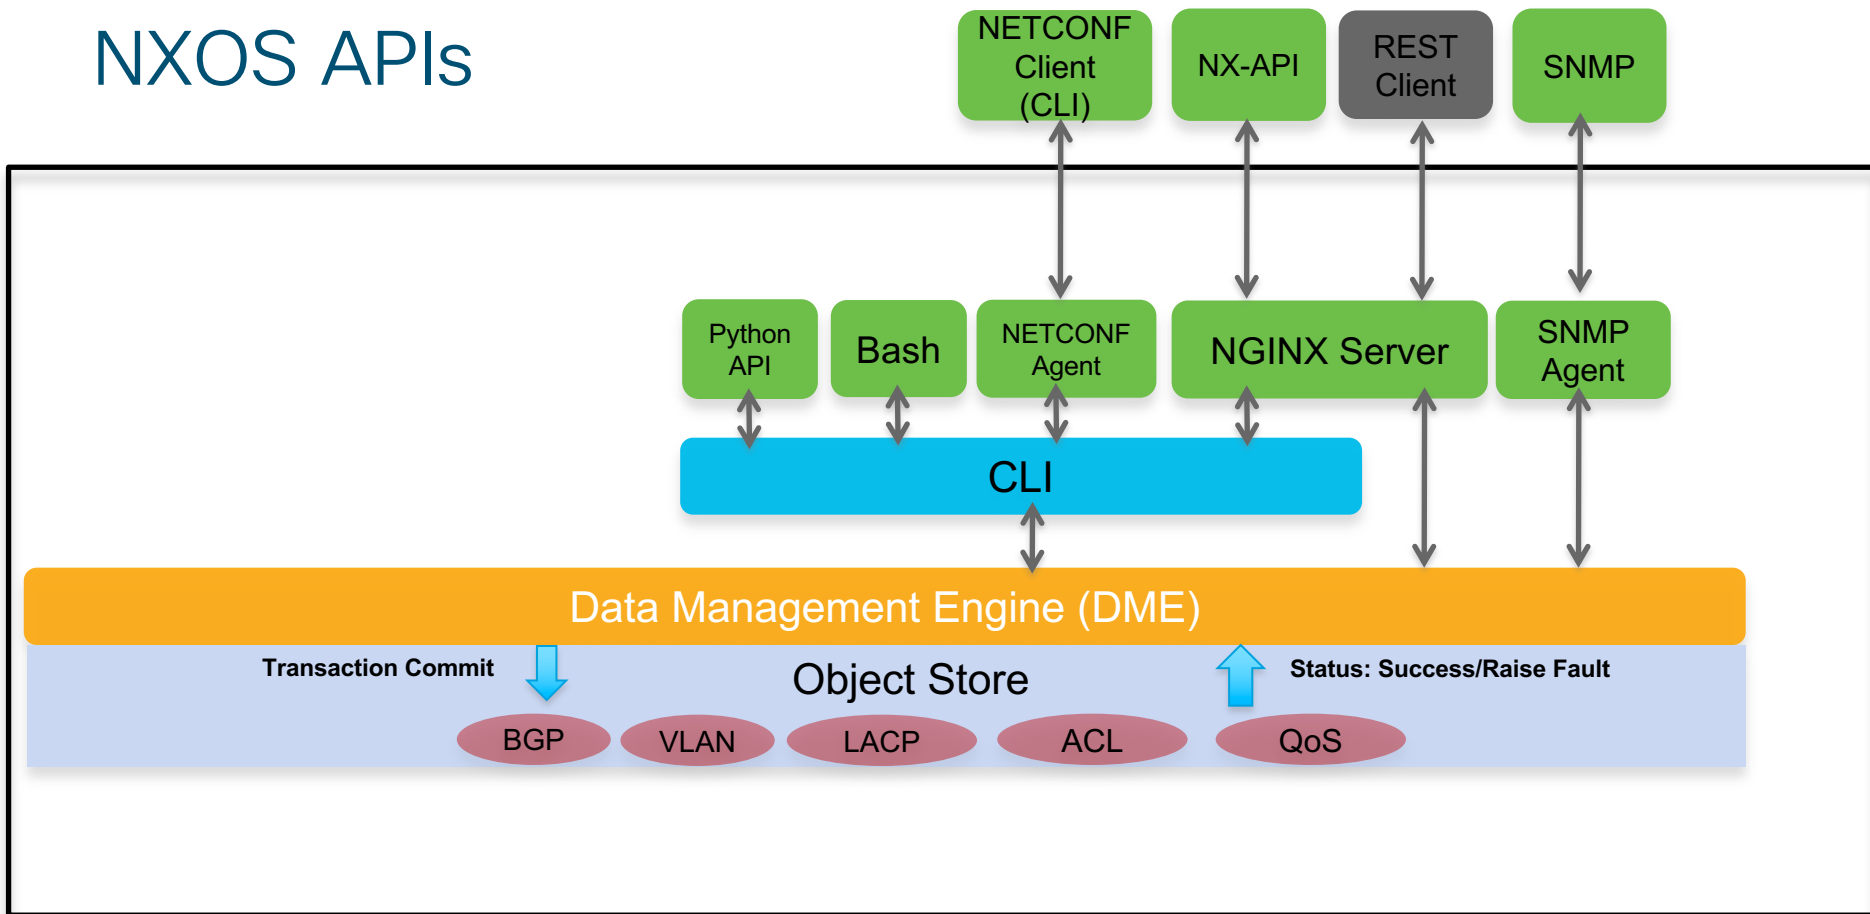 NXOS APIs
NETCONF
Client
(CLI)
NX-API
REST
Client
SNMP
Python
API
Bash
NETCONF
Agent
NGINX Server
SNMP
Agent
CLI
Data Management Engine (DME)
Transaction Commit
Object Store
Status: Success/Raise Fault
BGP
VLAN
LACP
ACL
QoS